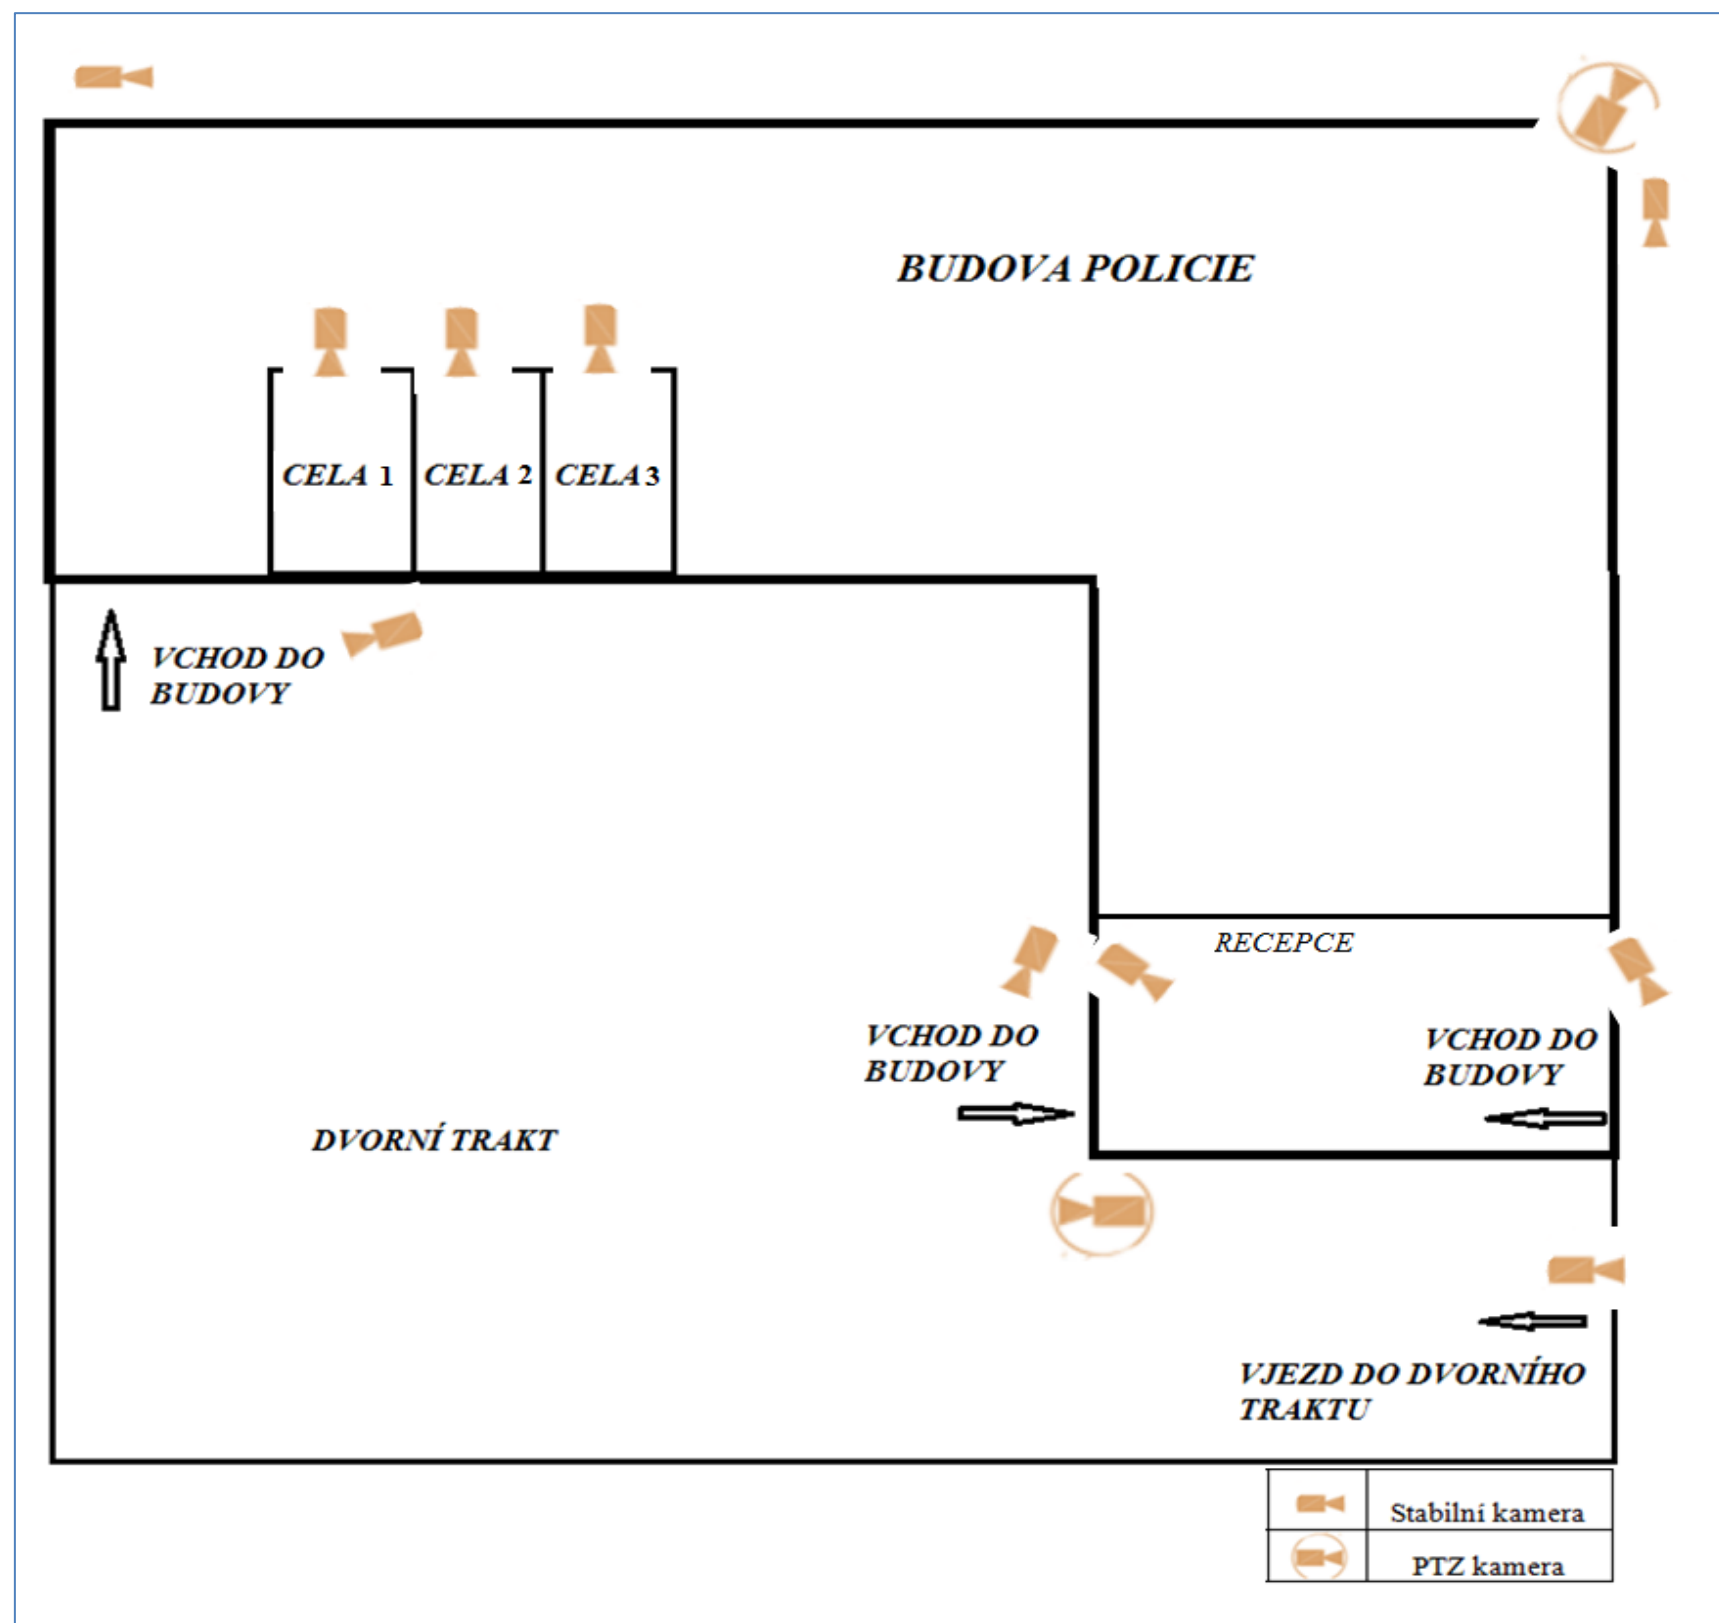 BUDOVA POLICIE
CELA 1
CELA 2
CELA 3
VCHOD DO
BUDOVY
RECEPCE
VCHOD DO
BUDOVY
VCHOD DO
BUDOVY
DVORNÍ TRAKT
VJEZD DO DVORNÍHO
TRAKTU
Stabilní kamera
PTZ kamera